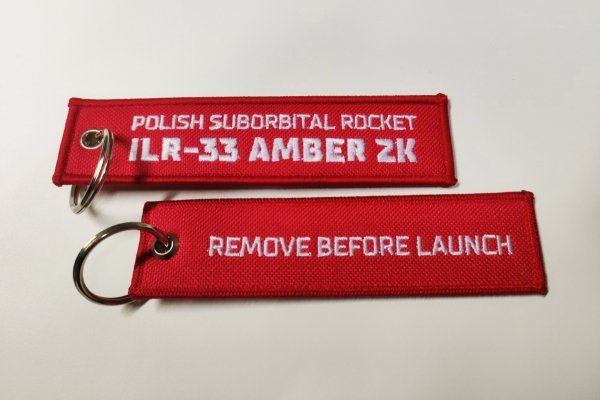 POLISH SUBORBITAL ROCKET
ILR-33 AMBER 2K
REMOVE BEFORE LAUNCH